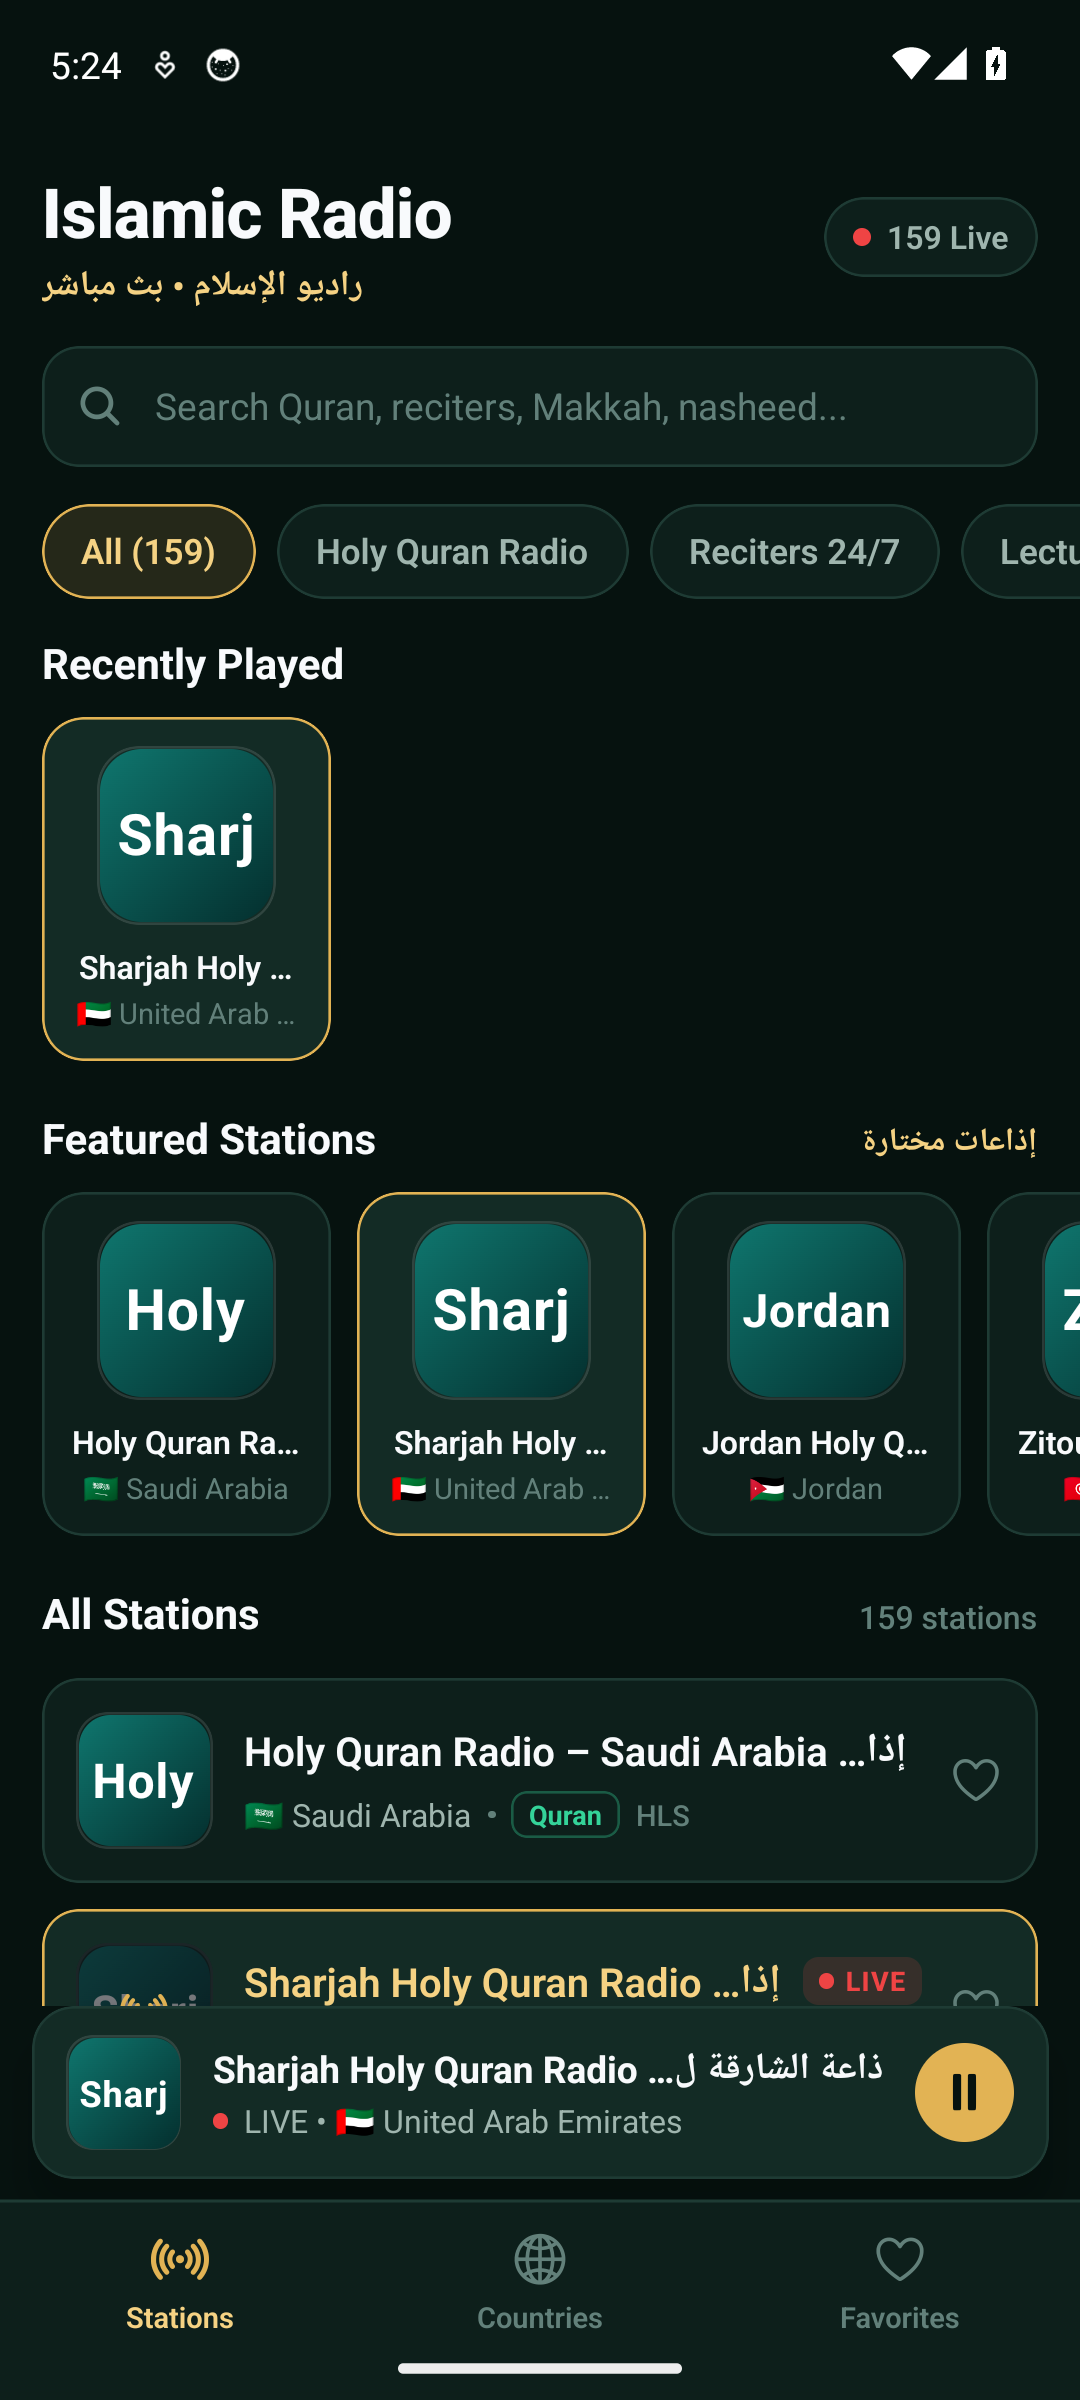 5:24
Islamic Radio
راديو الإسلام • بث مباشر
159 Live
Search Quran, reciters, Makkah, nasheed...
All (159)
Holy Quran Radio
Reciters 24/7
Lectu
Recently Played
Sharj
Sharjah Holy ...
🇦🇪 United Arab ...
Featured Stations
إذاعات مختارة
Holy
Holy Quran Ra...
🇸🇦 Saudi Arabia
Sharj
Sharjah Holy ...
🇦🇪 United Arab ...
Jordan
Jordan Holy Q...
🇯🇴 Jordan
Z
Zitou
All Stations
159 stations
Holy
Holy Quran Radio – Saudi Arabia ...إذا
🇸🇦 Saudi Arabia • Quran HLS
Sharjah Holy Quran Radio ...إذا
LIVE
Sharj
Sharjah Holy Quran Radio ...ذاعة الشارقة ل
LIVE • 🇦🇪 United Arab Emirates
Stations
Countries
Favorites